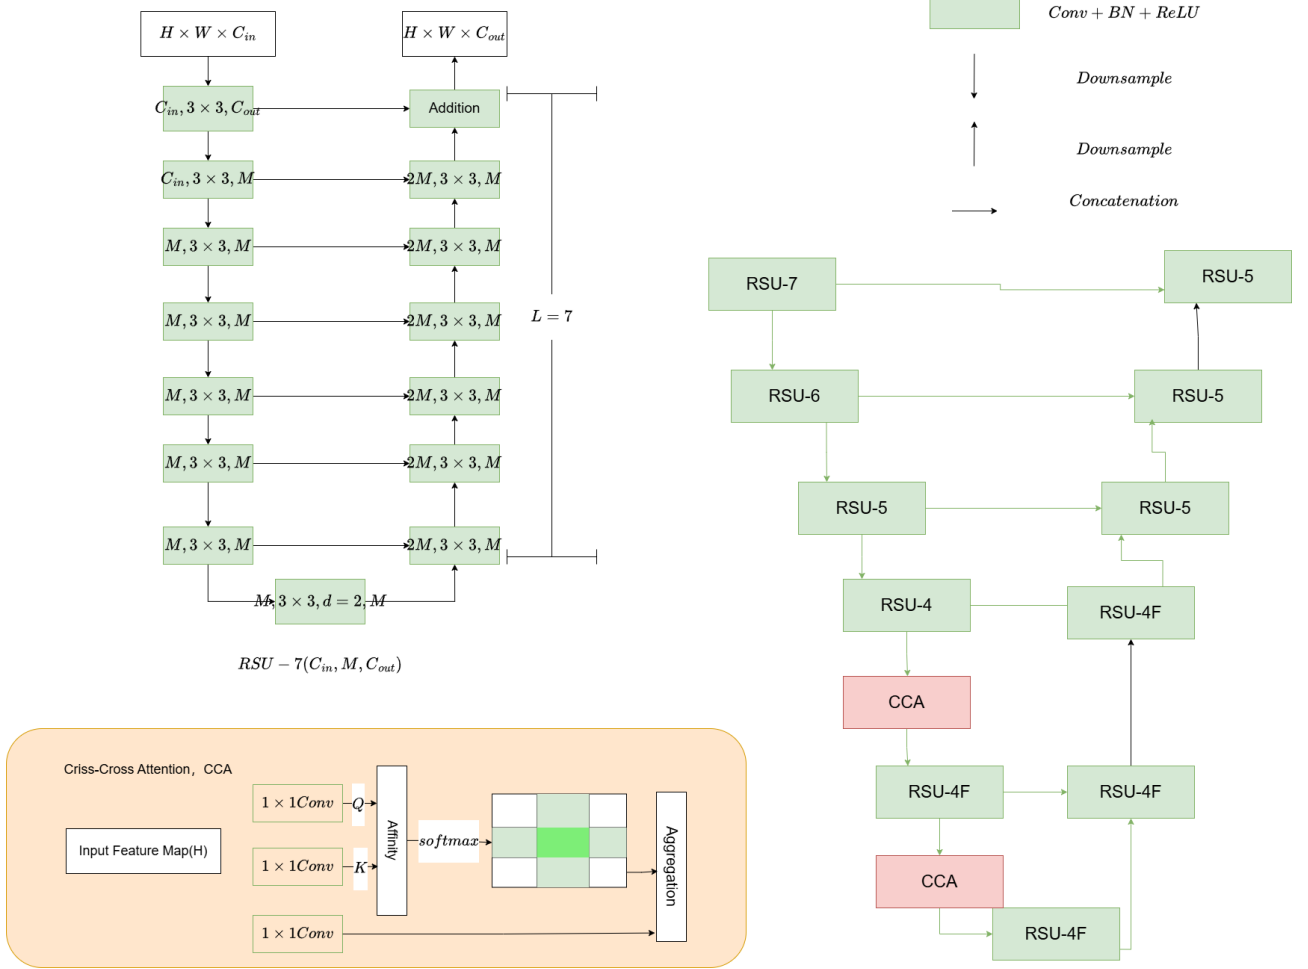 H × W × C_in
H × W × C_out
C_in, 3 × 3, C_out
Addition
C_in, 3 × 3, M
2M, 3 × 3, M
M, 3 × 3, M
2M, 3 × 3, M
M, 3 × 3, M
2M, 3 × 3, M
M, 3 × 3, M
2M, 3 × 3, M
M, 3 × 3, M
2M, 3 × 3, M
M, 3 × 3, M
2M, 3 × 3, M
M, 3 × 3, d = 2, M
L = 7
RSU − 7(C_in, M, C_out)
Conv + BN + ReLU
Downsample
Downsample
Concatenation
RSU-7
RSU-5
RSU-6
RSU-5
RSU-5
RSU-5
RSU-4
RSU-4F
CCA
RSU-4F
RSU-4F
CCA
RSU-4F
Criss-Cross Attention，CCA
Input Feature Map(H)
1 × 1Conv
Q
1 × 1Conv
K
1 × 1Conv
Affinity
softmax
Aggregation